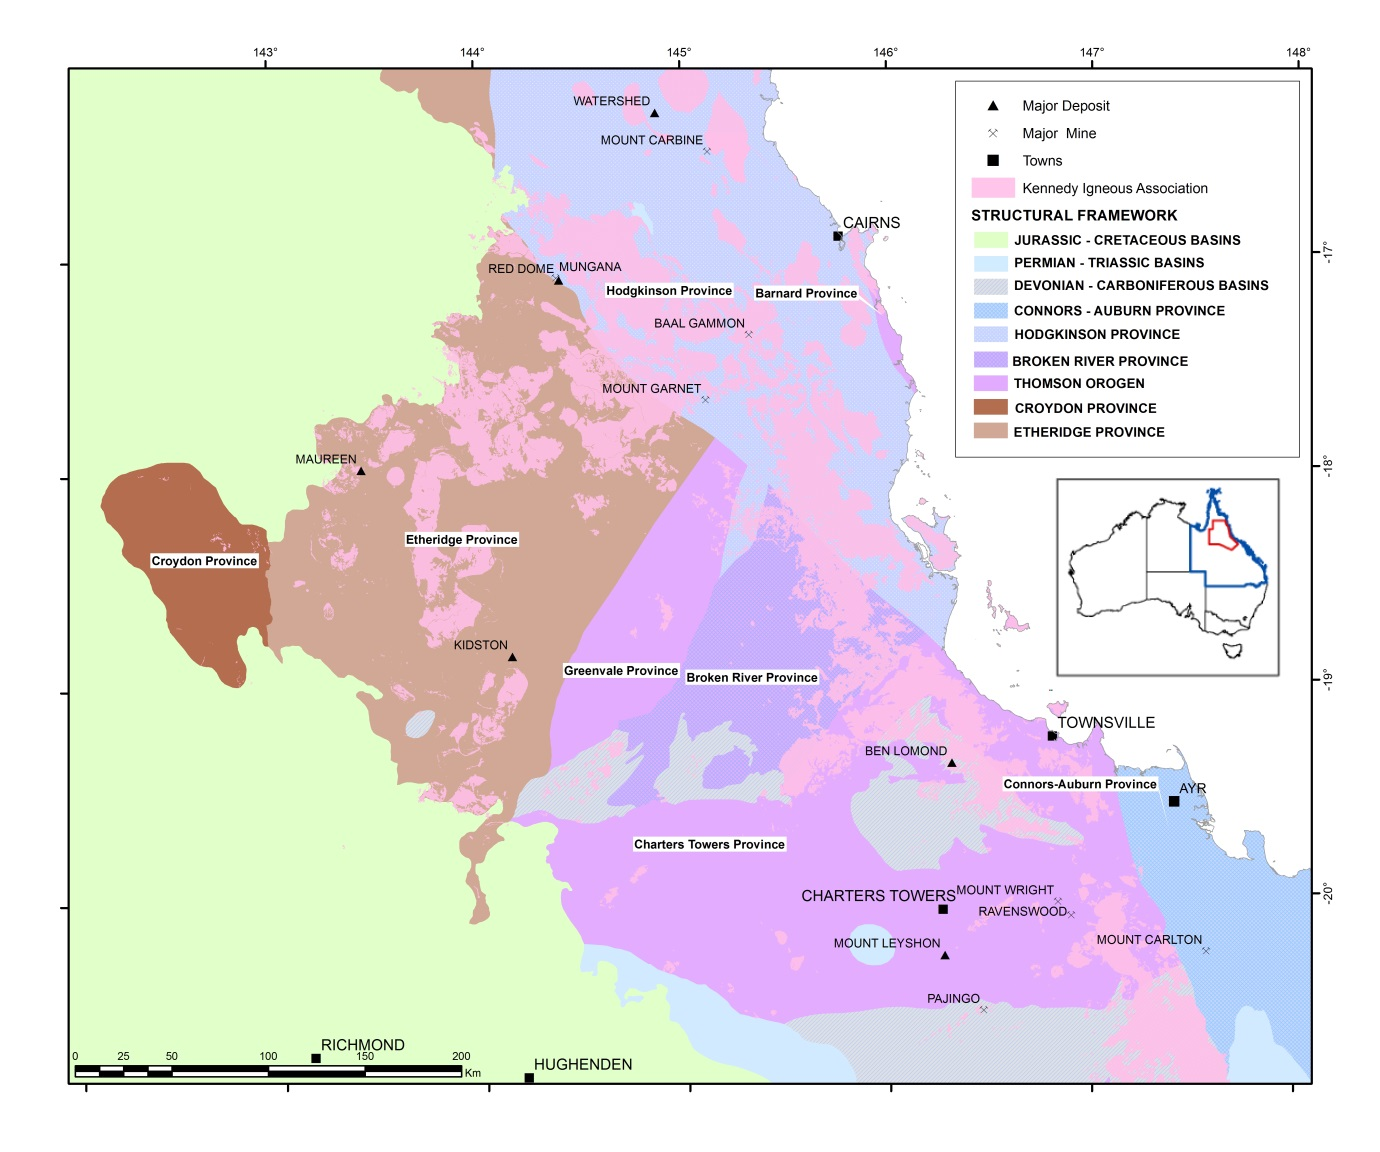 143°
144°
145°
146°
147°
148°
WATERSHED
MOUNT CARBINE
CAIRNS
RED DOME
MUNGANA
Hodgkinson Province
Barnard Province
BAAL GAMMON
MOUNT GARNET
MAUREEN
Etheridge Province
Croydon Province
KIDSTON
Greenvale Province
Broken River Province
TOWNSVILLE
BEN LOMOND
Connors-Auburn Province
AYR
Charters Towers Province
CHARTERS TOWERS
MOUNT WRIGHT
RAVENSWOOD
MOUNT LEYSHON
MOUNT CARLTON
PAJINGO
RICHMOND
HUGHENDEN
0 25 50 100 150 200
Km
Major Deposit
Major Mine
Towns
Kennedy Igneous Association
STRUCTURAL FRAMEWORK
JURASSIC - CRETACEOUS BASINS
PERMIAN - TRIASSIC BASINS
DEVONIAN - CARBONIFEROUS BASINS
CONNORS - AUBURN PROVINCE
HODGKINSON PROVINCE
BROKEN RIVER PROVINCE
THOMSON OROGEN
CROYDON PROVINCE
ETHERIDGE PROVINCE
-17°
-18°
-19°
-20°